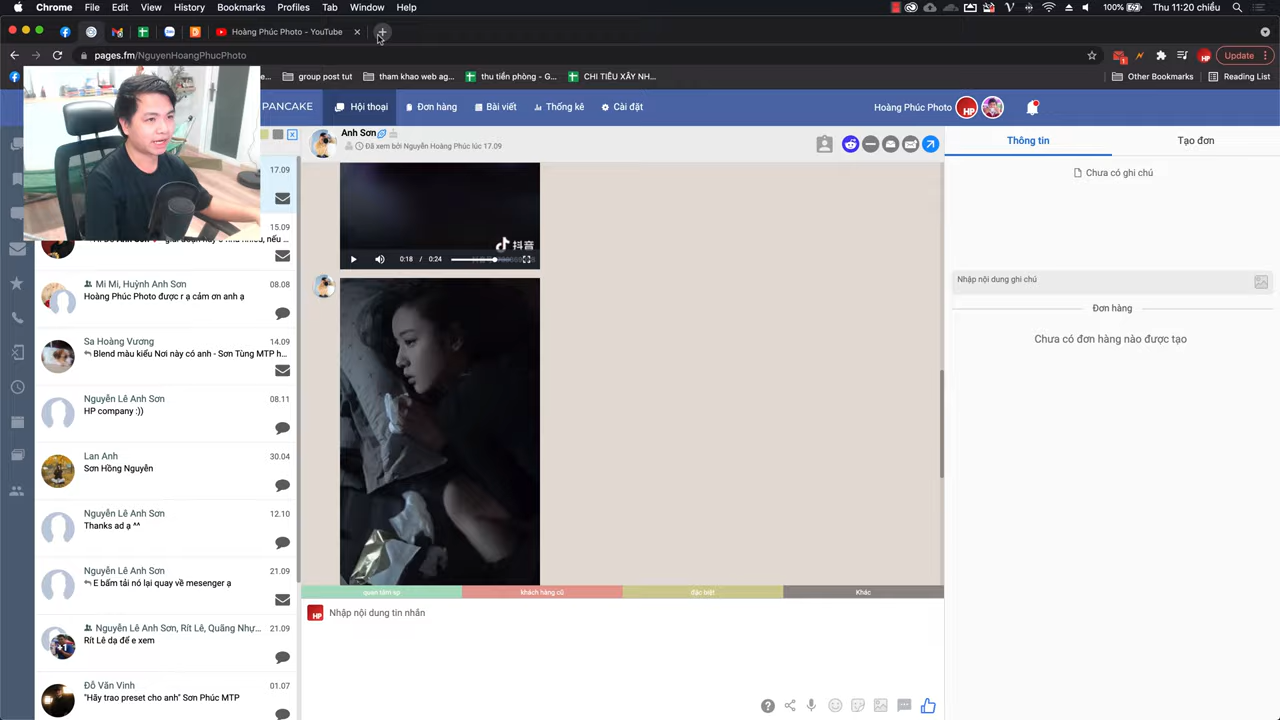 Chrome File Edit View History Bookmarks Profiles Tab Window Help
100% Thu 11:20 chiều
Hoàng Phúc Photo - YouTube
pages.fm/NguyenHoangPhucPhoto
Update
e... group post tut tham khao web ag... thu tiền phòng - G... CHI TIÊU XÂY NH...
Other Bookmarks Reading List
PANCAKE Hội thoại Đơn hàng Bài viết Thống kê Cài đặt
Hoàng Phúc Photo HP
Anh Sơn
Đã xem bởi Nguyễn Hoàng Phúc lúc 17.09
Thông tin Tạo đơn
Chưa có ghi chú
17.09
15.09
Mi Mi, Huỳnh Anh Sơn 08.08
Hoàng Phúc Photo được r ạ cảm ơn anh ạ
Sa Hoàng Vương 14.09
Blend màu kiểu Nơi này có anh - Sơn Tùng MTP h...
Nguyễn Lê Anh Sơn 08.11
HP company :))
Lan Anh 30.04
Sơn Hồng Nguyễn
Nguyễn Lê Anh Sơn 12.10
Thanks ad ạ ^^
Nguyễn Lê Anh Sơn 21.09
E bấm tải nó lại quay về mesenger ạ
Nguyễn Lê Anh Sơn, Rít Lê, Quãng Nhự... 21.09
Rít Lê dạ để e xem
+1
Đỗ Văn Vinh 01.07
"Hãy trao preset cho anh" Sơn Phúc MTP
抖音
0:18 / 0:24
Nhập nội dung ghi chú
Đơn hàng
Chưa có đơn hàng nào được tạo
quan tâm sp khách hàng cũ đặc biệt Khác
HP Nhập nội dung tin nhắn